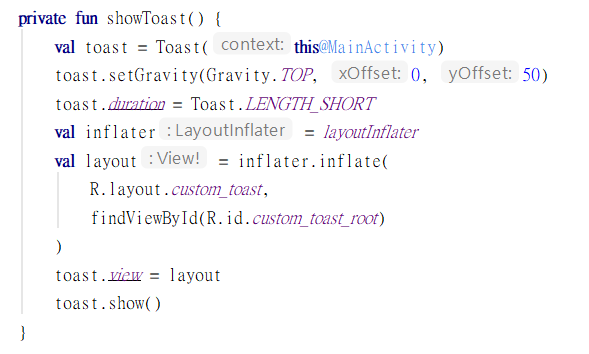 private fun showToast() {
val toast = Toast( context: this@MainActivity)
toast.setGravity(Gravity.TOP, xOffset: 0, yOffset: 50)
toast.duration = Toast.LENGTH_SHORT
val inflater : LayoutInflater = layoutInflater
val layout : View! = inflater.inflate(
R.layout.custom_toast,
findViewById(R.id.custom_toast_root)
)
toast.view = layout
toast.show()
}